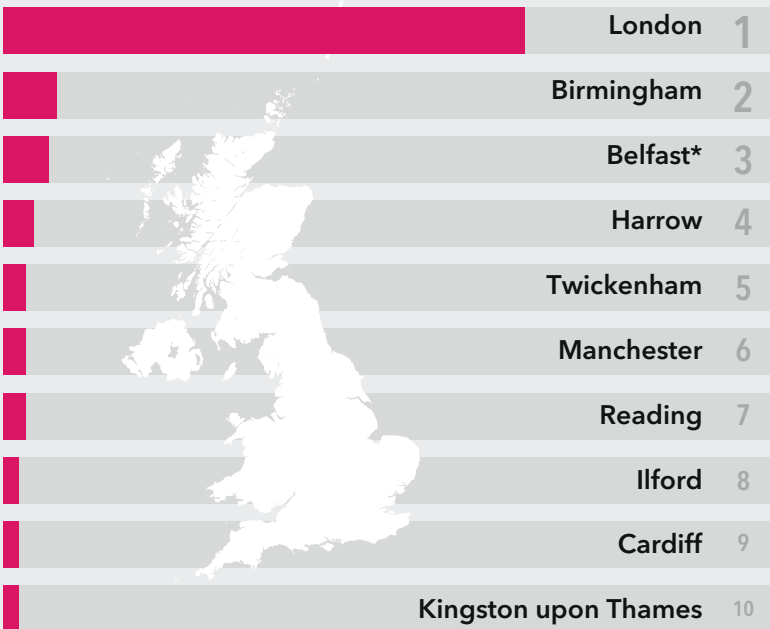 London 1
Birmingham 2
Belfast* 3
Harrow 4
Twickenham 5
Manchester 6
Reading 7
Ilford 8
Cardiff 9
Kingston upon Thames 10